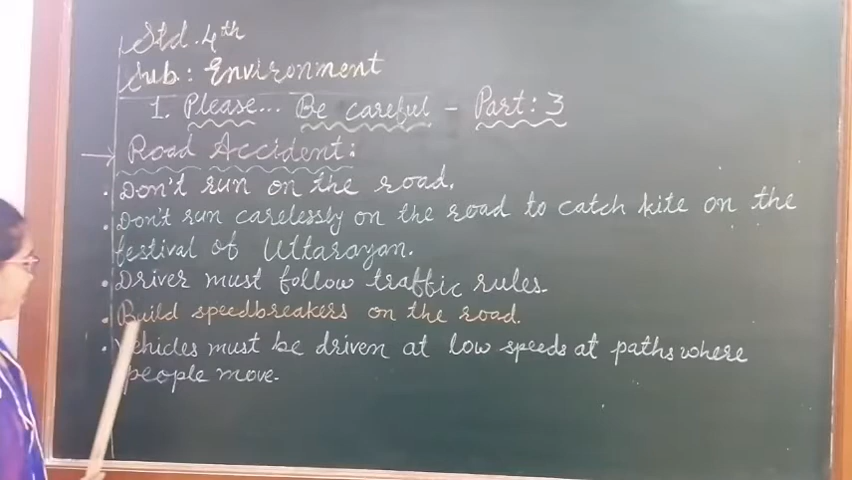 Std. 4th
Sub: Environment
1. Please... Be careful - Part: 3
→ Road Accident:
. Don't run on the road.
. Don't run carelessly on the road to catch kite on the
festival of Uttarayan.
. Driver must follow traffic rules.
. Build speedbreakers on the road.
. Vehicles must be driven at low speeds at paths where
people move.